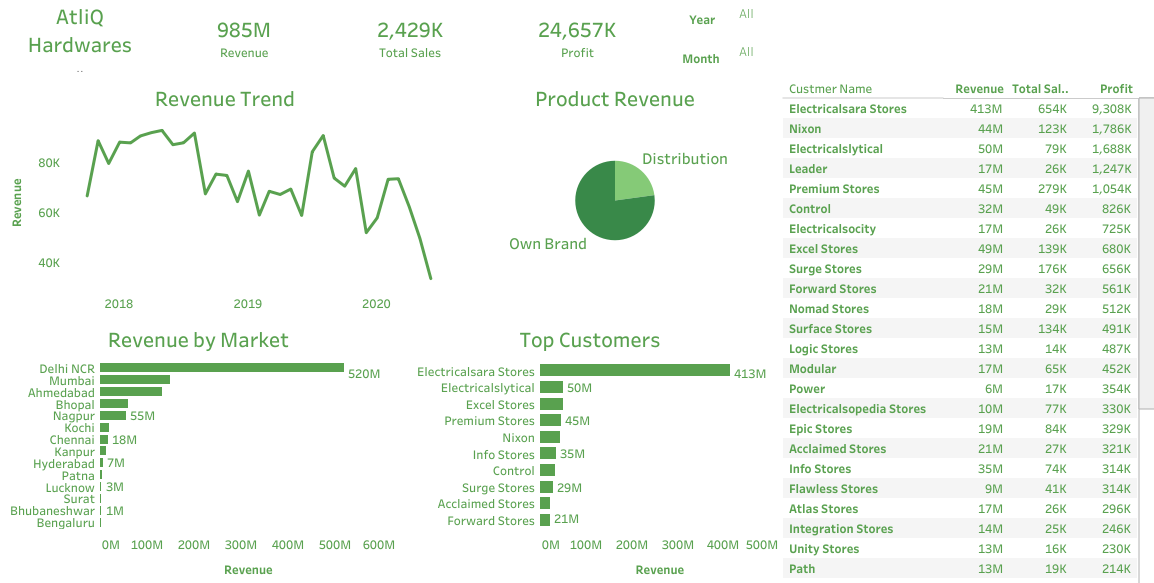 AtliQ
Hardwares
..
985M
Revenue
2,429K
Total Sales
24,657K
Profit
Year
All
Month
All
Revenue Trend
Revenue
80K
60K
40K
2018
2019
2020
Product Revenue
Distribution
Own Brand
Revenue by Market
Delhi NCR 520M
Mumbai
Ahmedabad
Bhopal
Nagpur 55M
Kochi
Chennai 18M
Kanpur
Hyderabad 7M
Patna
Lucknow 3M
Surat
Bhubaneshwar 1M
Bengaluru
0M 100M 200M 300M 400M 500M 600M
Revenue
Top Customers
Electricalsara Stores 413M
Electricalslytical 50M
Excel Stores
Premium Stores 45M
Nixon
Info Stores 35M
Control
Surge Stores 29M
Acclaimed Stores
Forward Stores 21M
0M 100M 200M 300M 400M 500M
Revenue
Custmer Name Revenue Total Sal.. Profit
Electricalsara Stores 413M 654K 9,308K
Nixon 44M 123K 1,786K
Electricalslytical 50M 79K 1,688K
Leader 17M 26K 1,247K
Premium Stores 45M 279K 1,054K
Control 32M 49K 826K
Electricalsocity 17M 26K 725K
Excel Stores 49M 139K 680K
Surge Stores 29M 176K 656K
Forward Stores 21M 32K 561K
Nomad Stores 18M 29K 512K
Surface Stores 15M 134K 491K
Logic Stores 13M 14K 487K
Modular 17M 65K 452K
Power 6M 17K 354K
Electricalsopedia Stores 10M 77K 330K
Epic Stores 19M 84K 329K
Acclaimed Stores 21M 27K 321K
Info Stores 35M 74K 314K
Flawless Stores 9M 41K 314K
Atlas Stores 17M 26K 296K
Integration Stores 14M 25K 246K
Unity Stores 13M 16K 230K
Path 13M 19K 214K